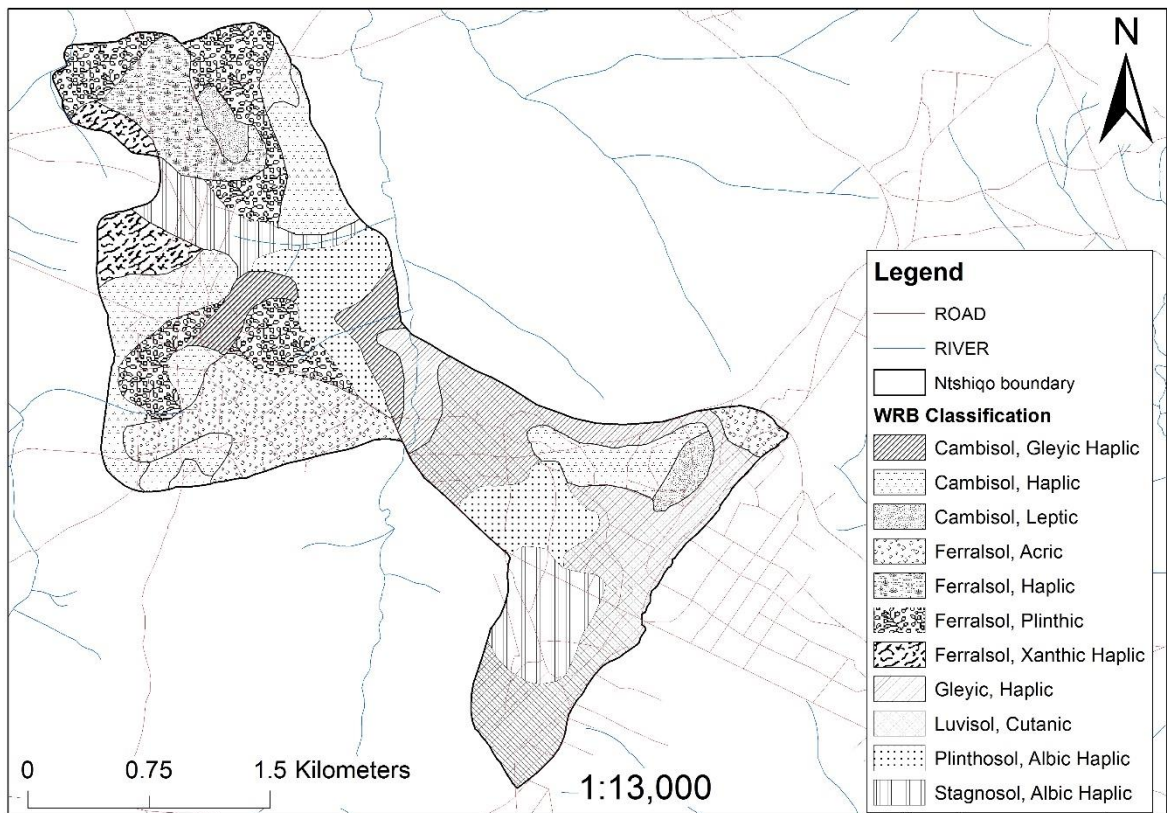 N
Legend
ROAD
RIVER
Ntshiqo boundary
WRB Classification
Cambisol, Gleyic Haplic
Cambisol, Haplic
Cambisol, Leptic
Ferralsol, Acric
Ferralsol, Haplic
Ferralsol, Plinthic
Ferralsol, Xanthic Haplic
Gleyic, Haplic
Luvisol, Cutanic
Plinthosol, Albic Haplic
Stagnosol, Albic Haplic
0 0.75 1.5 Kilometers
1:13,000